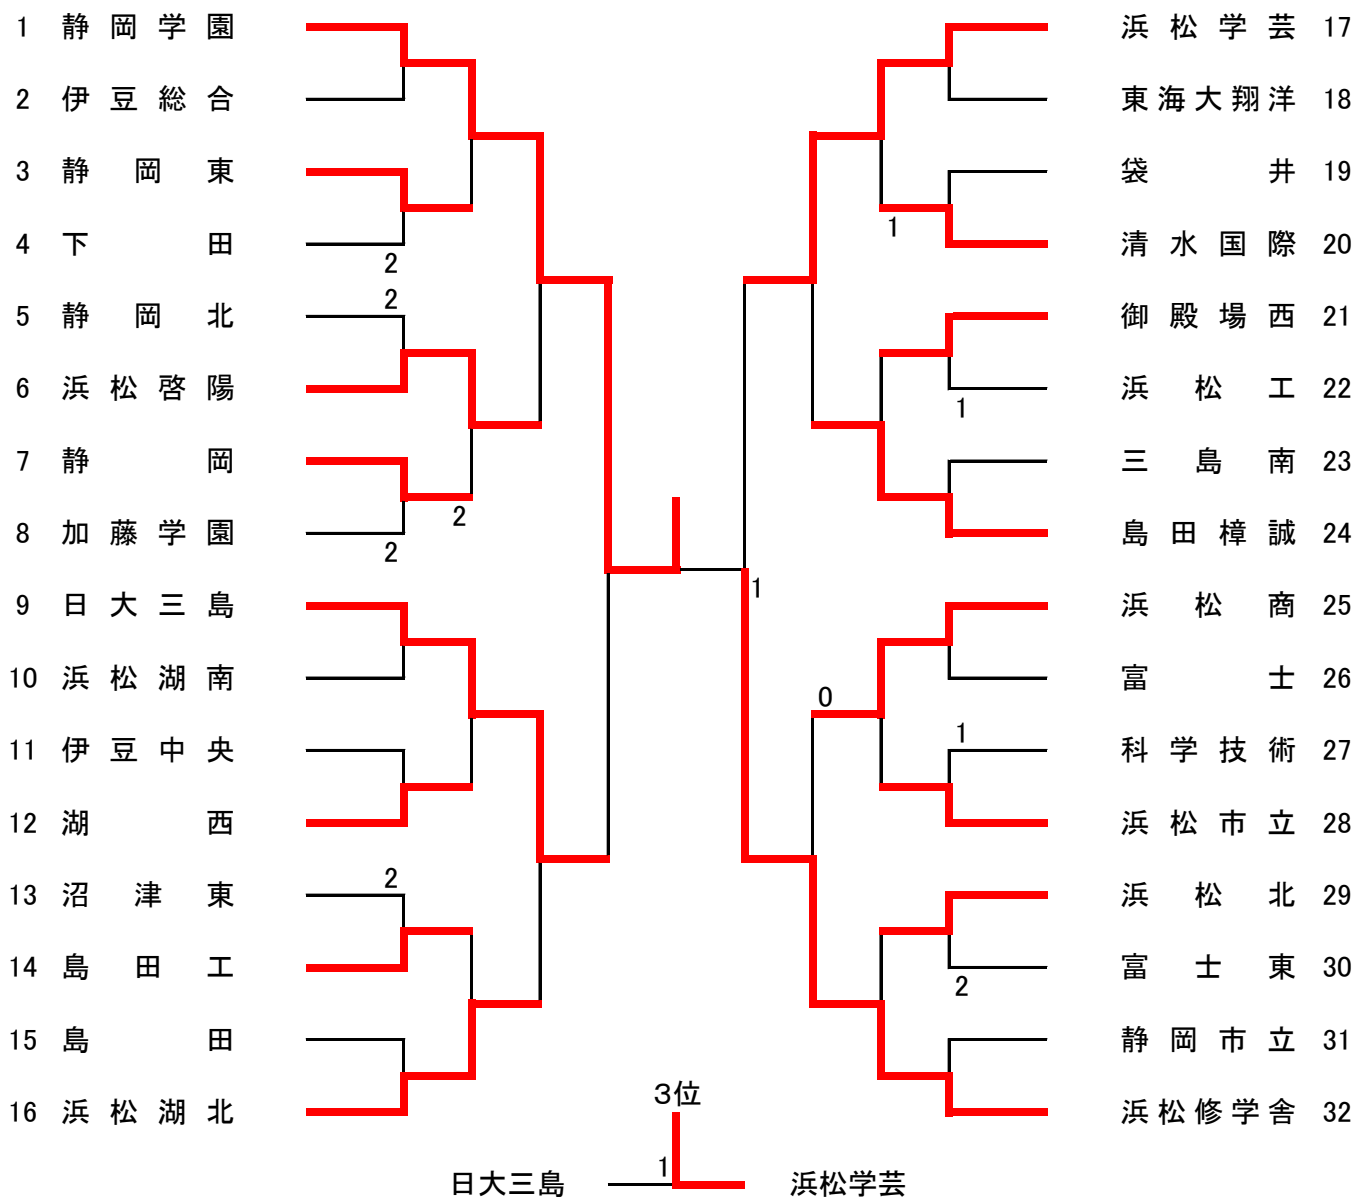 1 静岡学園
浜松学芸 17
2 伊豆総合
東海大翔洋 18
3 静岡東
袋井 19
1
4 下田
清水国際 20
2
2
5 静岡北
御殿場西 21
6 浜松啓陽
浜松工 22
1
7 静岡
三島南 23
2
8 加藤学園
島田樟誠 24
2
1
9 日大三島
浜松商 25
10 浜松湖南
富士 26
0
11 伊豆中央
1
科学技術 27
12 湖西
浜松市立 28
2
13 沼津東
浜松北 29
14 島田工
富士東 30
2
15 島田
静岡市立 31
3位
16 浜松湖北
浜松修学舎 32
1
日大三島
浜松学芸